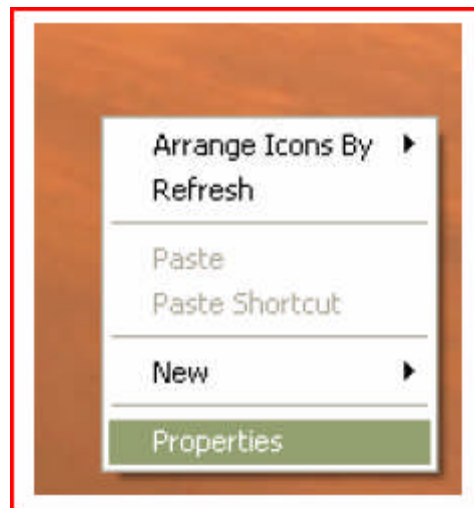 Arrange Icons By
Refresh
Paste
Paste Shortcut
New
Properties